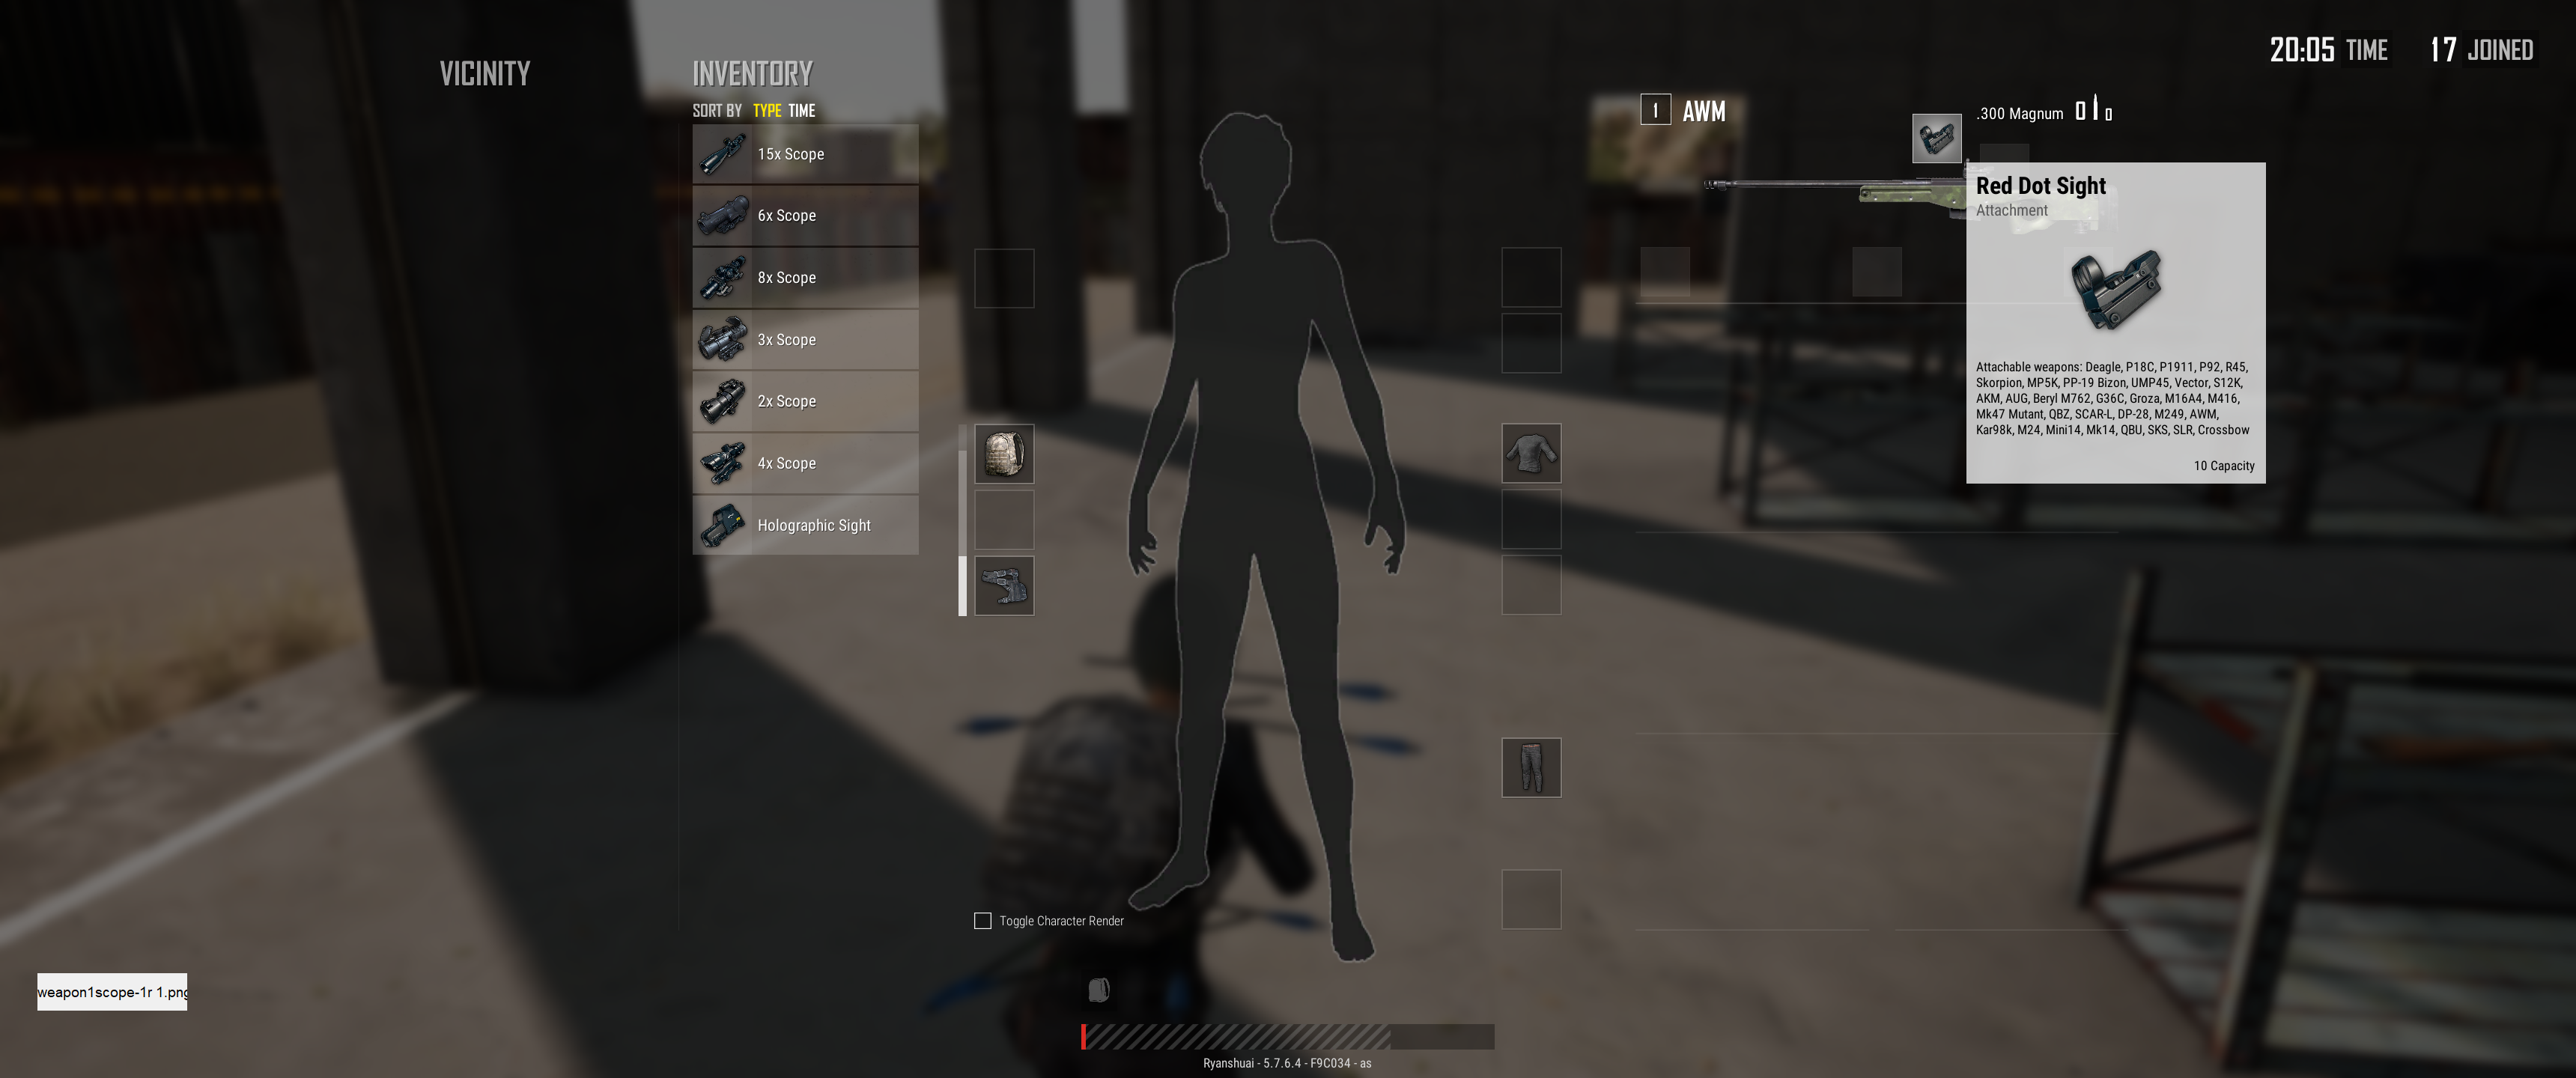 20:05 TIME 17 JOINED
VICINITY
INVENTORY
SORT BY TYPE TIME
15x Scope
6x Scope
8x Scope
3x Scope
2x Scope
4x Scope
Holographic Sight
1 AWM
.300 Magnum 0 0
Red Dot Sight
Attachment
Attachable weapons: Deagle, P18C, P1911, P92, R45,
Skorpion, MP5K, PP-19 Bizon, UMP45, Vector, S12K,
AKM, AUG, Beryl M762, G36C, Groza, M16A4, M416,
Mk47 Mutant, QBZ, SCAR-L, DP-28, M249, AWM,
Kar98k, M24, Mini14, Mk14, QBU, SKS, SLR, Crossbow
10 Capacity
Toggle Character Render
weapon1scope-1r 1.png
Ryanshuai - 5.7.6.4 - F9C034 - as